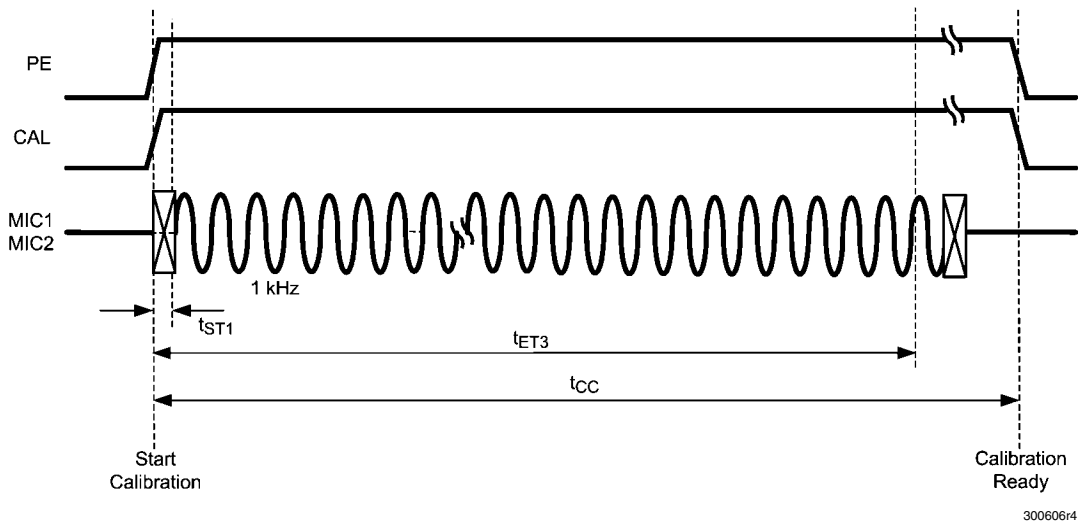 PE
CAL
MIC1
MIC2
1 kHz
tST1
tET3
tCC
Start
Calibration
Calibration
Ready
300606r4